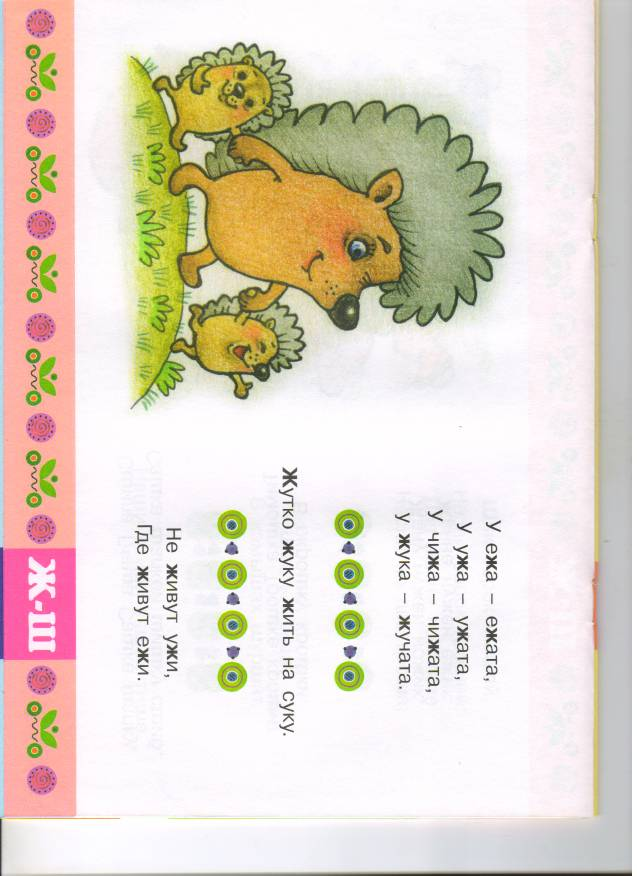 У ежа – ежата,
У ужа – ужата,
У чижа – чижата,
У жука – жучата.
Жутко жуку жить на суку.
Не живут ужи,
Где живут ежи.
Ж-Ш